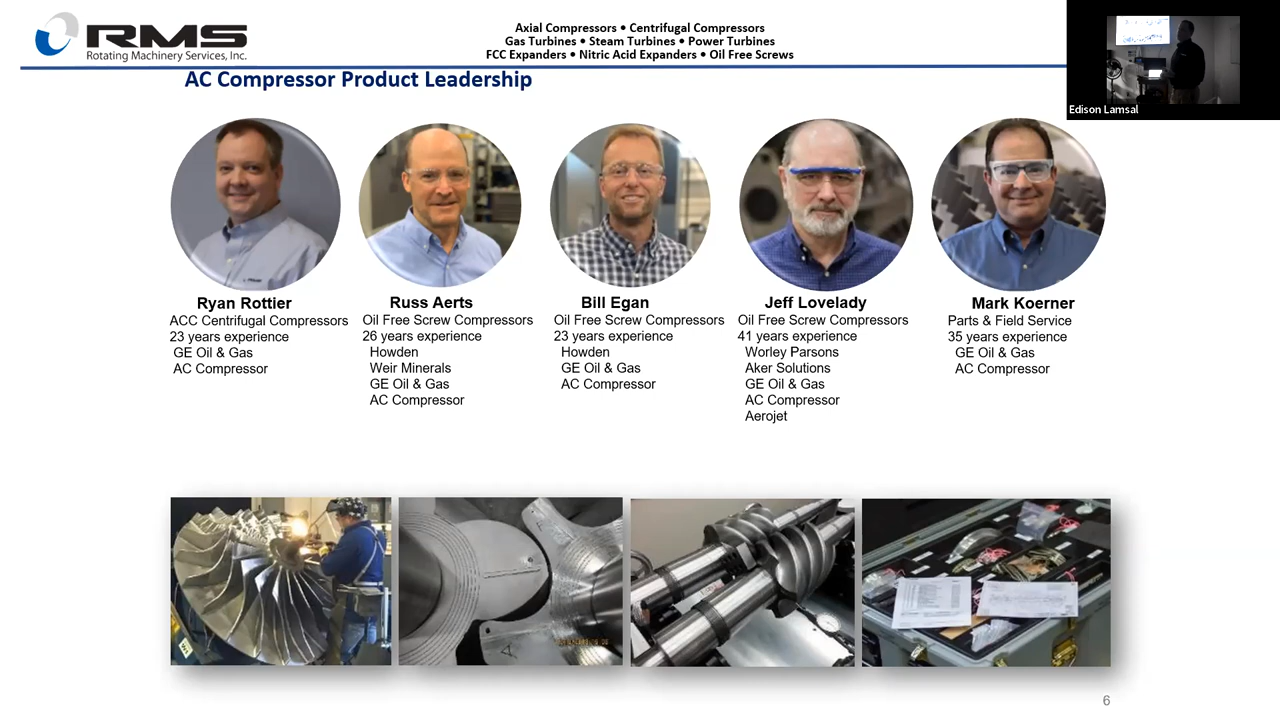 RMS
Rotating Machinery Services, Inc.
Axial Compressors • Centrifugal Compressors
Gas Turbines • Steam Turbines • Power Turbines
FCC Expanders • Nitric Acid Expanders • Oil Free Screws
Edison Lamsal
AC Compressor Product Leadership
Ryan Rottier
ACC Centrifugal Compressors
23 years experience
GE Oil & Gas
AC Compressor
Russ Aerts
Oil Free Screw Compressors
26 years experience
Howden
Weir Minerals
GE Oil & Gas
AC Compressor
Bill Egan
Oil Free Screw Compressors
23 years experience
Howden
GE Oil & Gas
AC Compressor
Jeff Lovelady
Oil Free Screw Compressors
41 years experience
Worley Parsons
Aker Solutions
GE Oil & Gas
AC Compressor
Aerojet
Mark Koerner
Parts & Field Service
35 years experience
GE Oil & Gas
AC Compressor
6